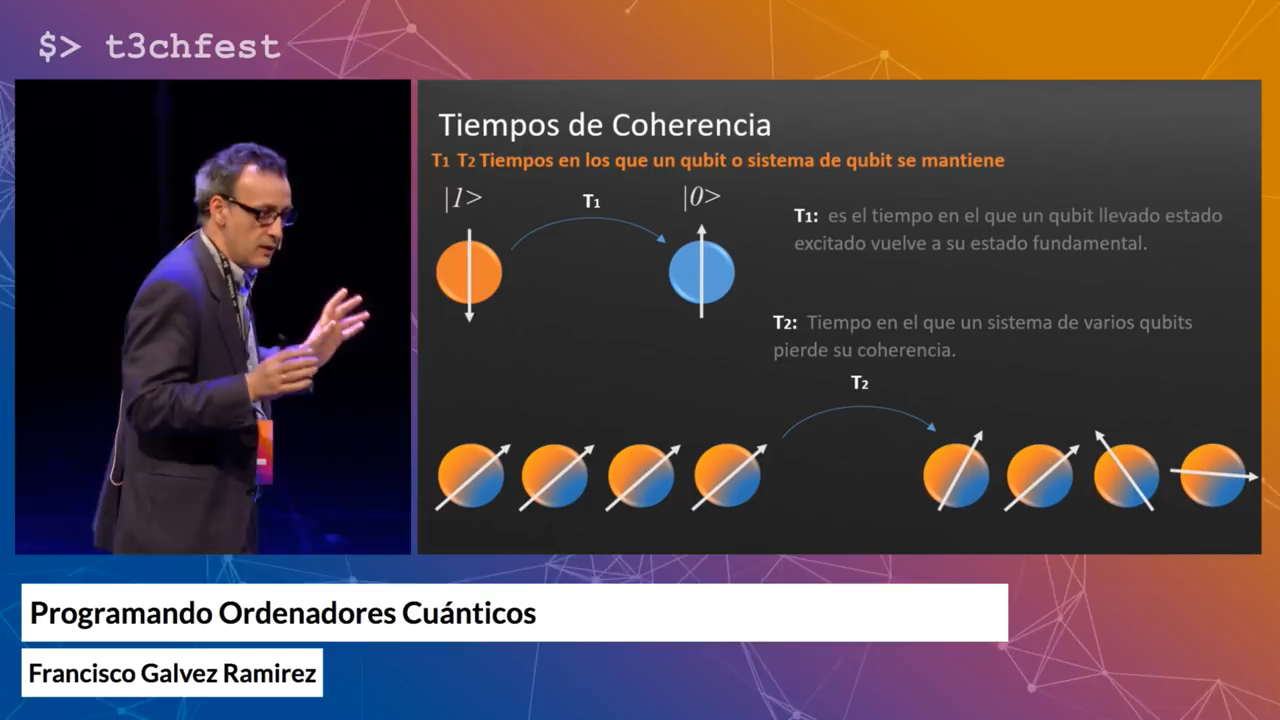 $> t3chfest
Tiempos de Coherencia
T1 T2 Tiempos en los que un qubit o sistema de qubit se mantiene
|1>
T1
|0>
T1: es el tiempo en el que un qubit llevado estado
excitado vuelve a su estado fundamental.
T2: Tiempo en el que un sistema de varios qubits
pierde su coherencia.
T2
Programando Ordenadores Cuánticos
Francisco Galvez Ramirez